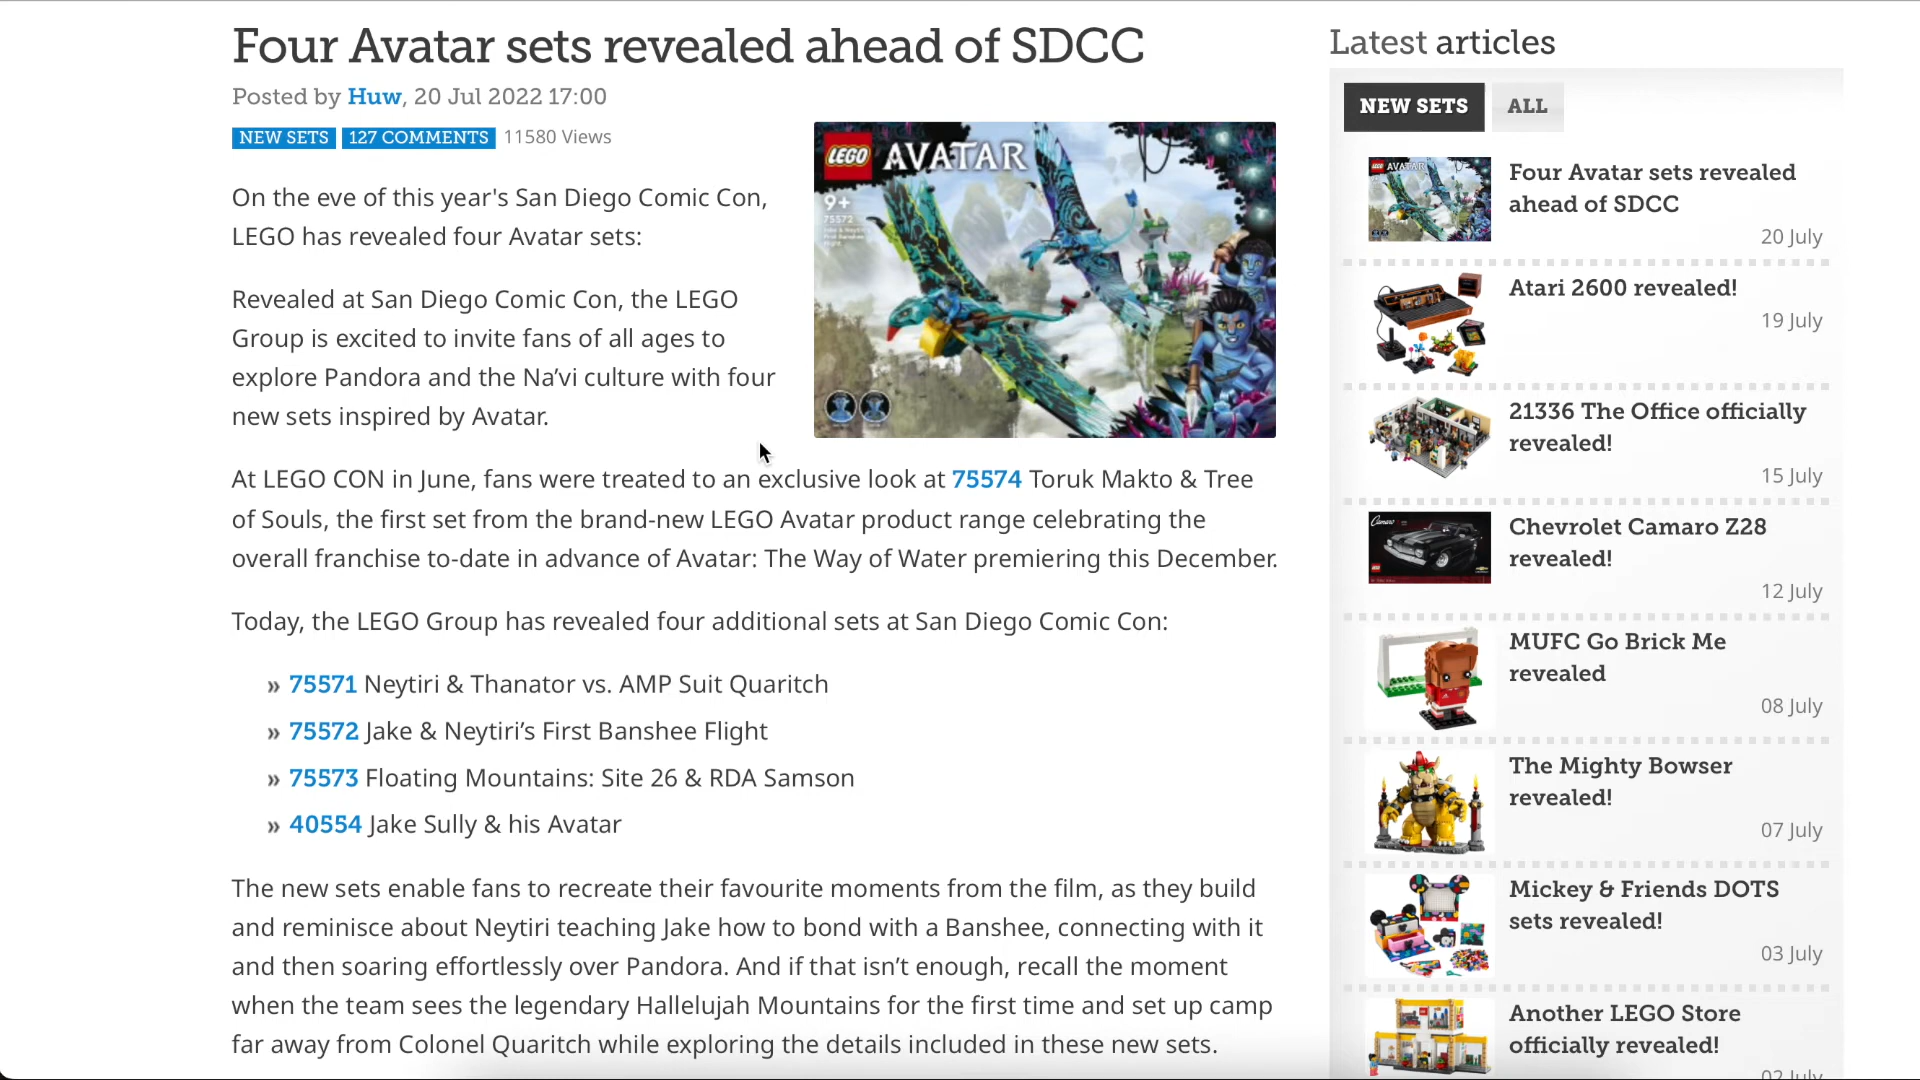 Four Avatar sets revealed ahead of SDCC
Posted by Huw, 20 Jul 2022 17:00
NEW SETS 127 COMMENTS 11580 Views
On the eve of this year's San Diego Comic Con,
LEGO has revealed four Avatar sets:
Revealed at San Diego Comic Con, the LEGO
Group is excited to invite fans of all ages to
explore Pandora and the Na’vi culture with four
new sets inspired by Avatar.
LEGO AVATAR
9+
75572
At LEGO CON in June, fans were treated to an exclusive look at 75574 Toruk Makto & Tree
of Souls, the first set from the brand-new LEGO Avatar product range celebrating the
overall franchise to-date in advance of Avatar: The Way of Water premiering this December.
Today, the LEGO Group has revealed four additional sets at San Diego Comic Con:
» 75571 Neytiri & Thanator vs. AMP Suit Quaritch
» 75572 Jake & Neytiri’s First Banshee Flight
» 75573 Floating Mountains: Site 26 & RDA Samson
» 40554 Jake Sully & his Avatar
The new sets enable fans to recreate their favourite moments from the film, as they build
and reminisce about Neytiri teaching Jake how to bond with a Banshee, connecting with it
and then soaring effortlessly over Pandora. And if that isn’t enough, recall the moment
when the team sees the legendary Hallelujah Mountains for the first time and set up camp
far away from Colonel Quaritch while exploring the details included in these new sets.
Latest articles
NEW SETS ALL
Four Avatar sets revealed
ahead of SDCC
20 July
Atari 2600 revealed!
19 July
21336 The Office officially
revealed!
15 July
Chevrolet Camaro Z28
revealed!
12 July
MUFC Go Brick Me
revealed
08 July
The Mighty Bowser
revealed!
07 July
Mickey & Friends DOTS
sets revealed!
03 July
Another LEGO Store
officially revealed!
02 July